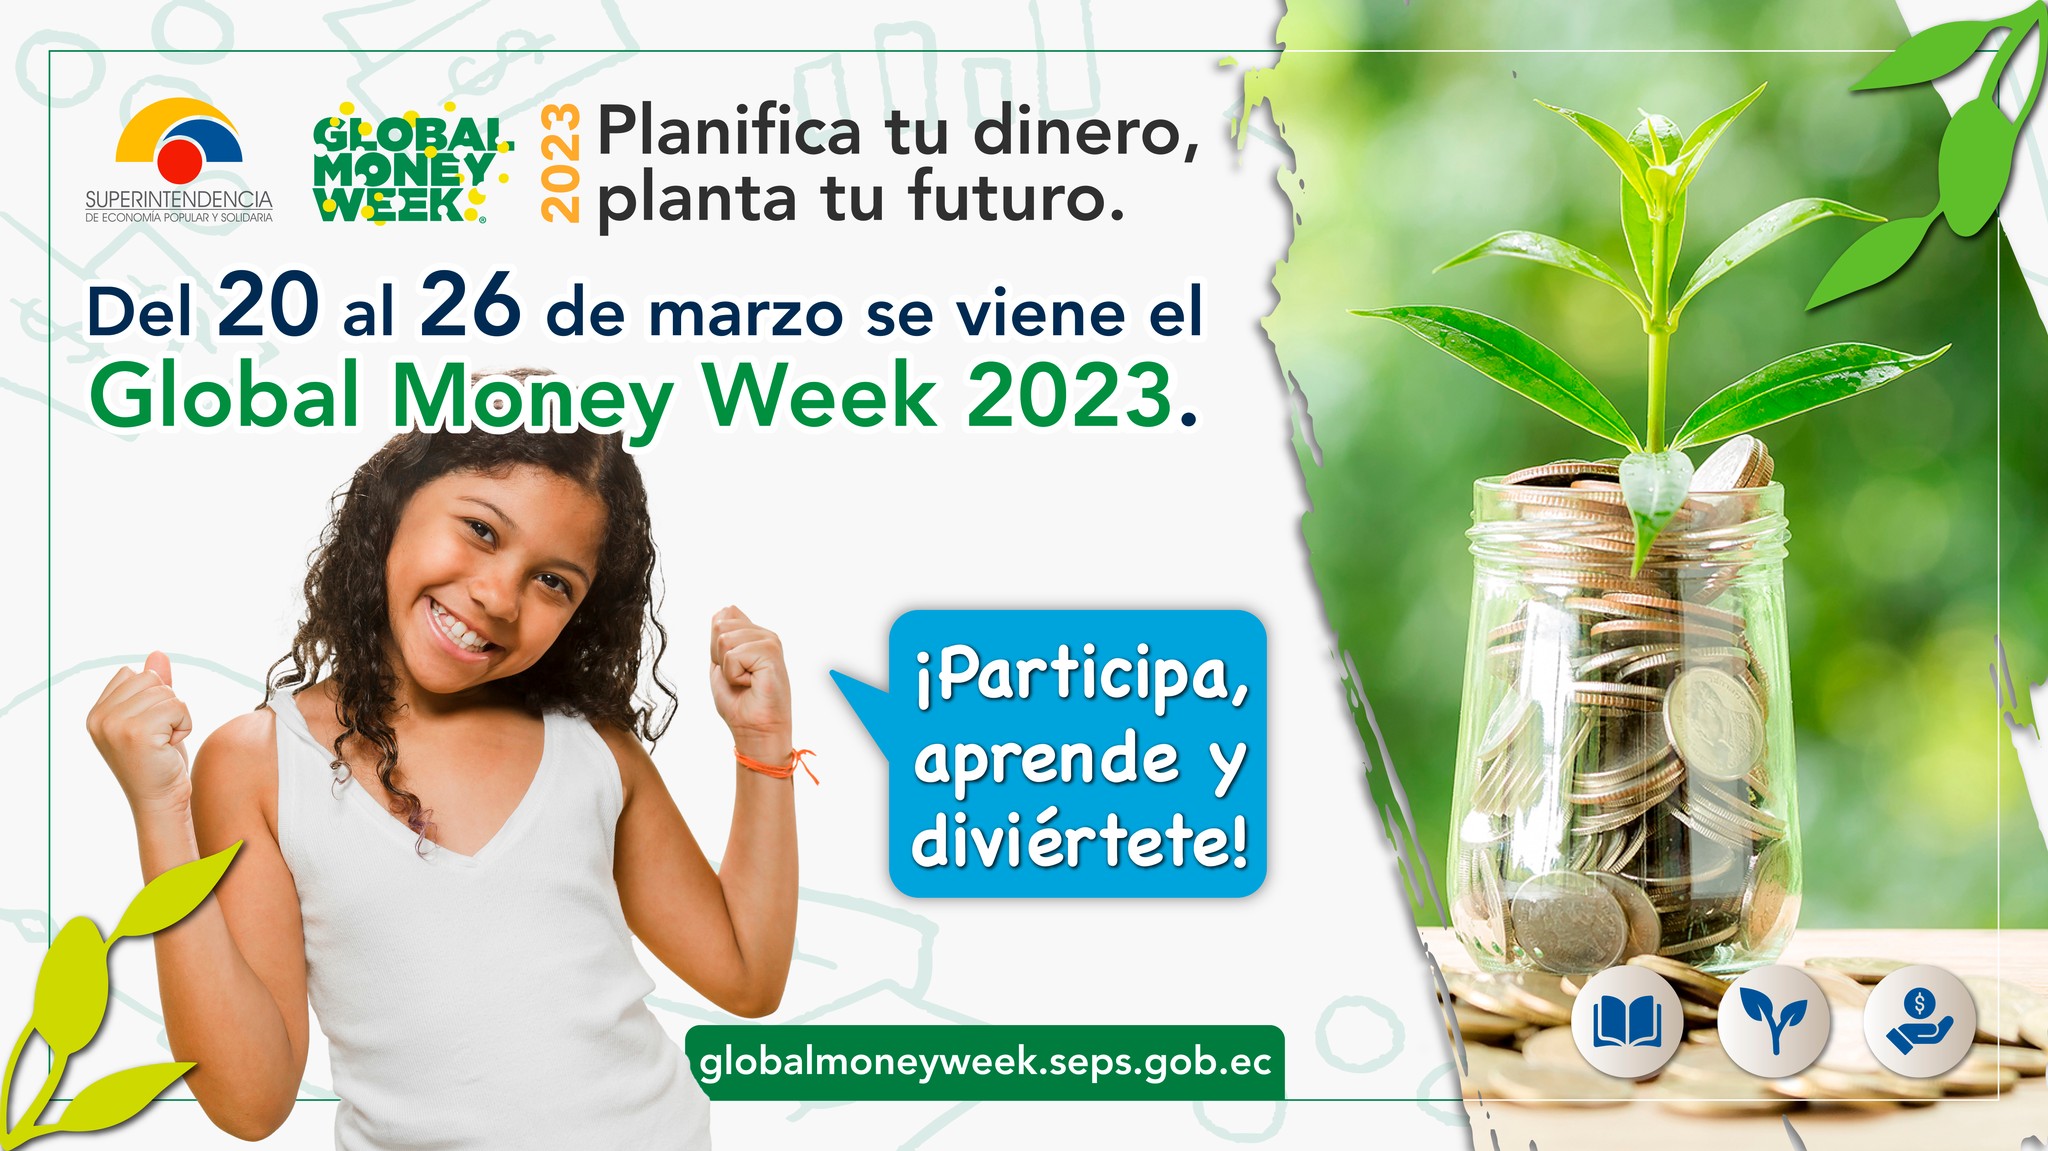 SUPERINTENDENCIA
DE ECONOMÍA POPULAR Y SOLIDARIA
GLOBAL
MONEY
WEEK®
2023
Planifica tu dinero,
planta tu futuro.
Del 20 al 26 de marzo se viene el
Global Money Week 2023.
¡Participa,
aprende y
diviértete!
globalmoneyweek.seps.gob.ec
$